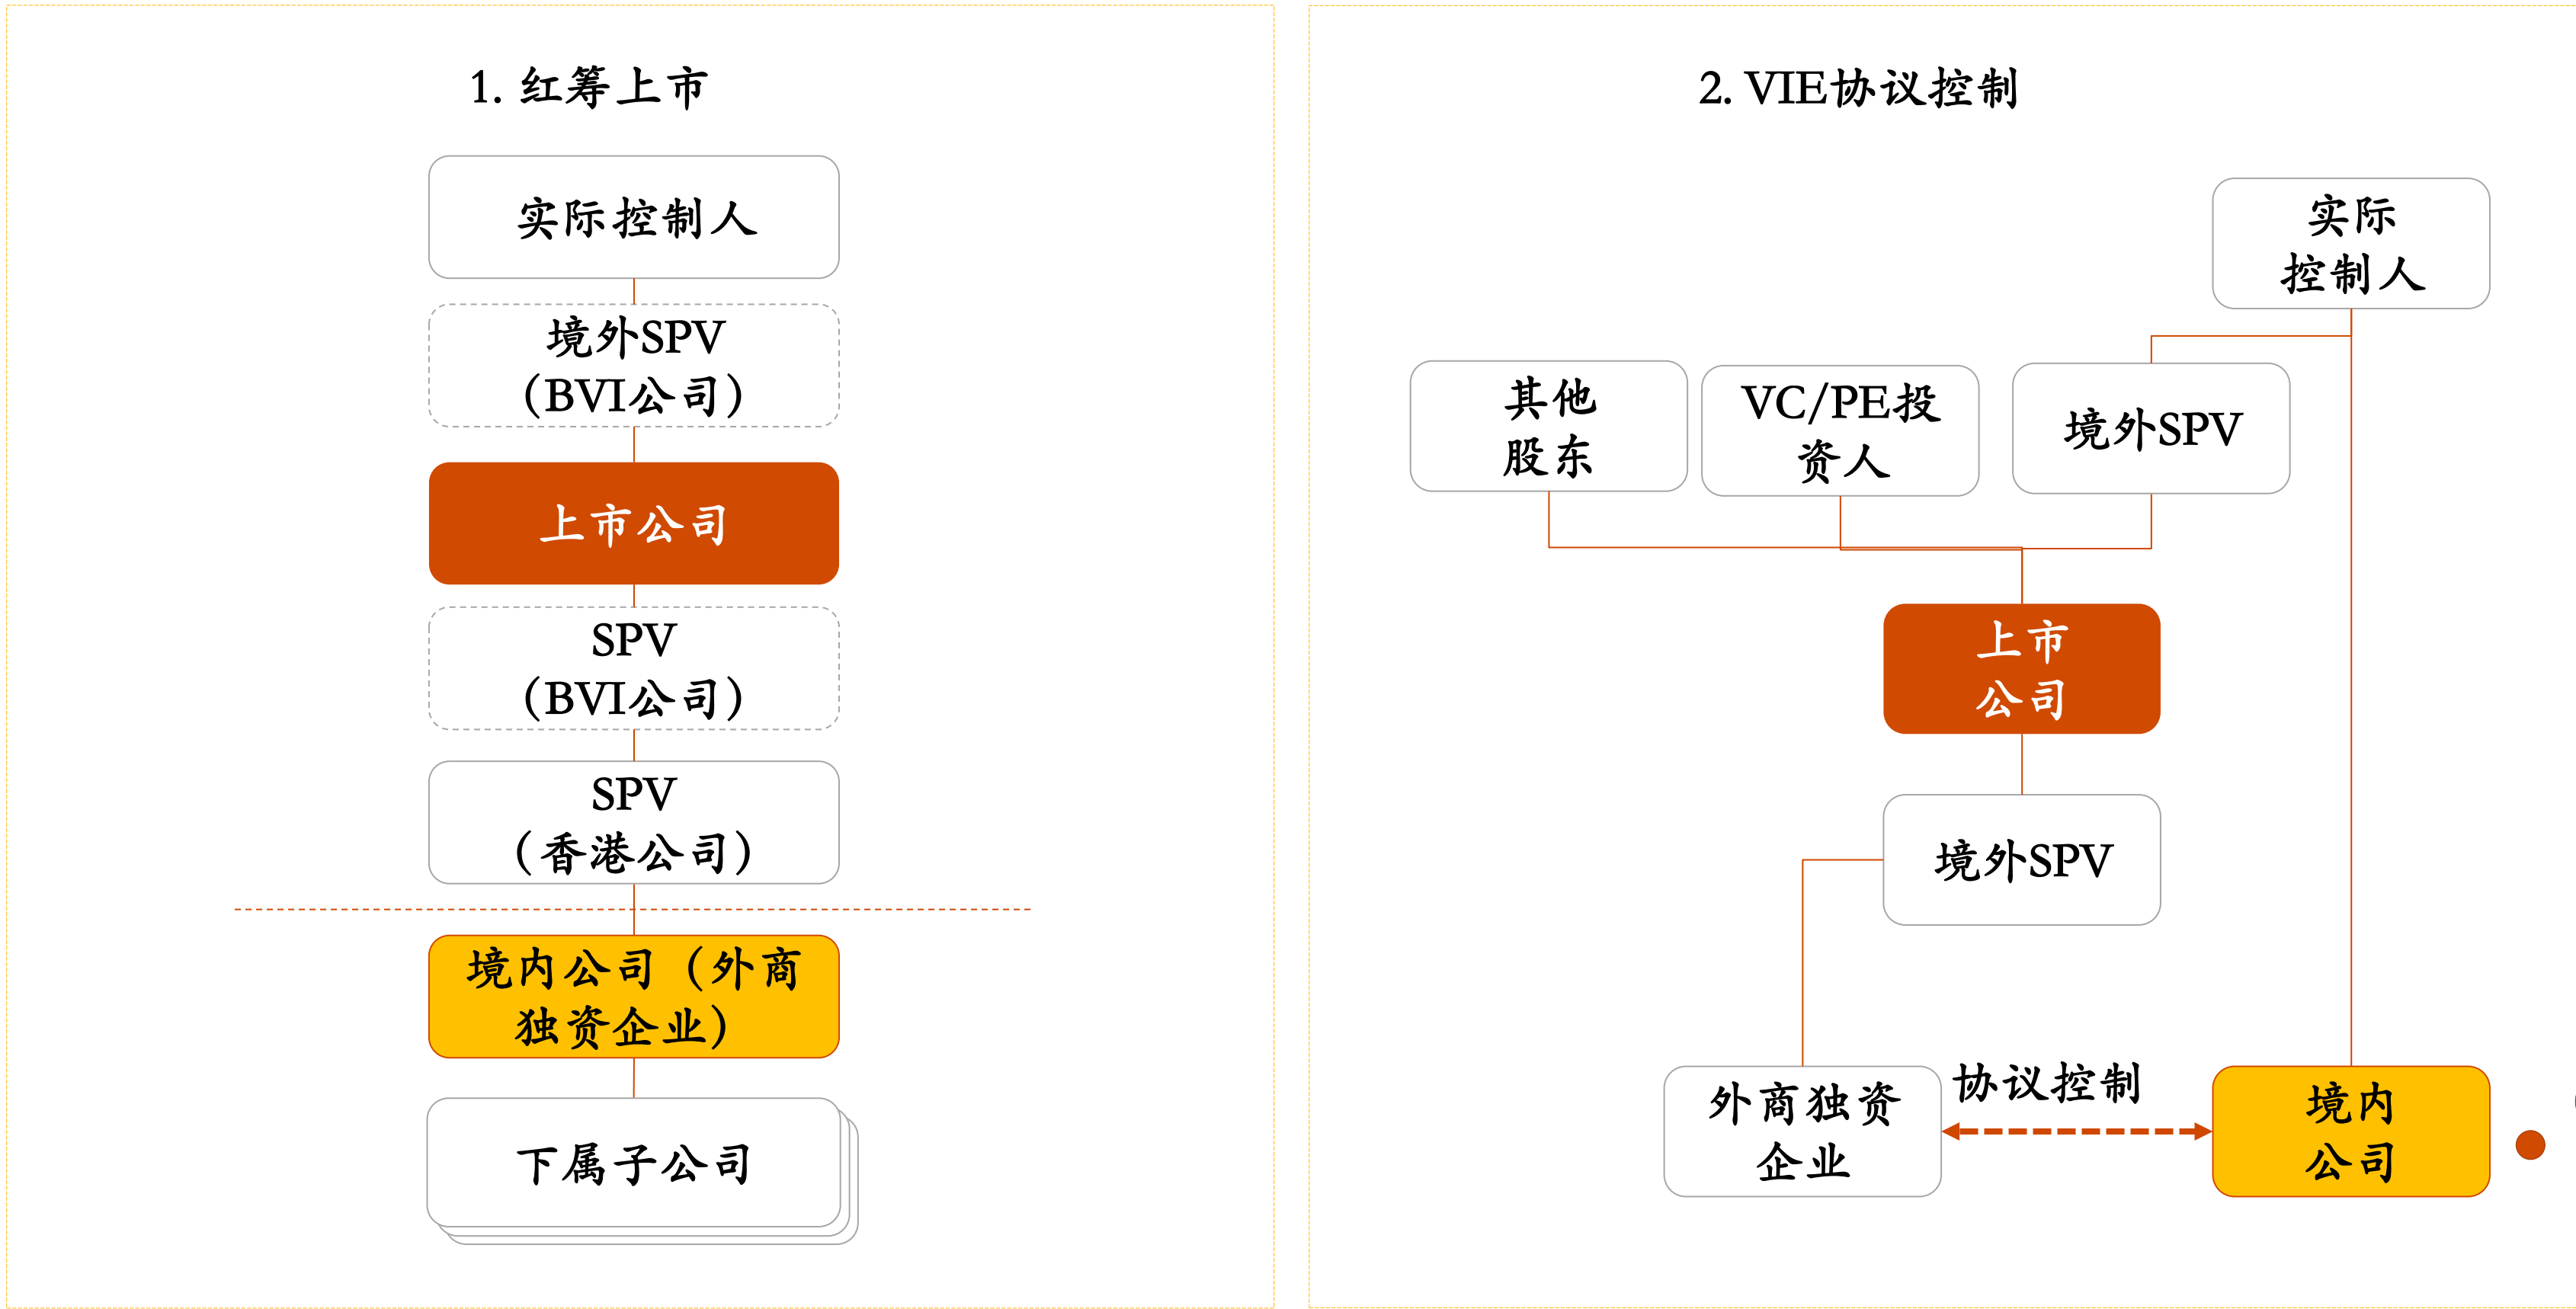 1. 红筹上市
实际控制人
境外SPV
（BVI公司）
上市公司
SPV
（BVI公司）
SPV
（香港公司）
境内公司（外商
独资企业）
下属子公司
2. VIE协议控制
实际
控制人
其他
股东
VC/PE投
资人
境外SPV
上市
公司
境外SPV
外商独资
企业
协议控制
境内
公司